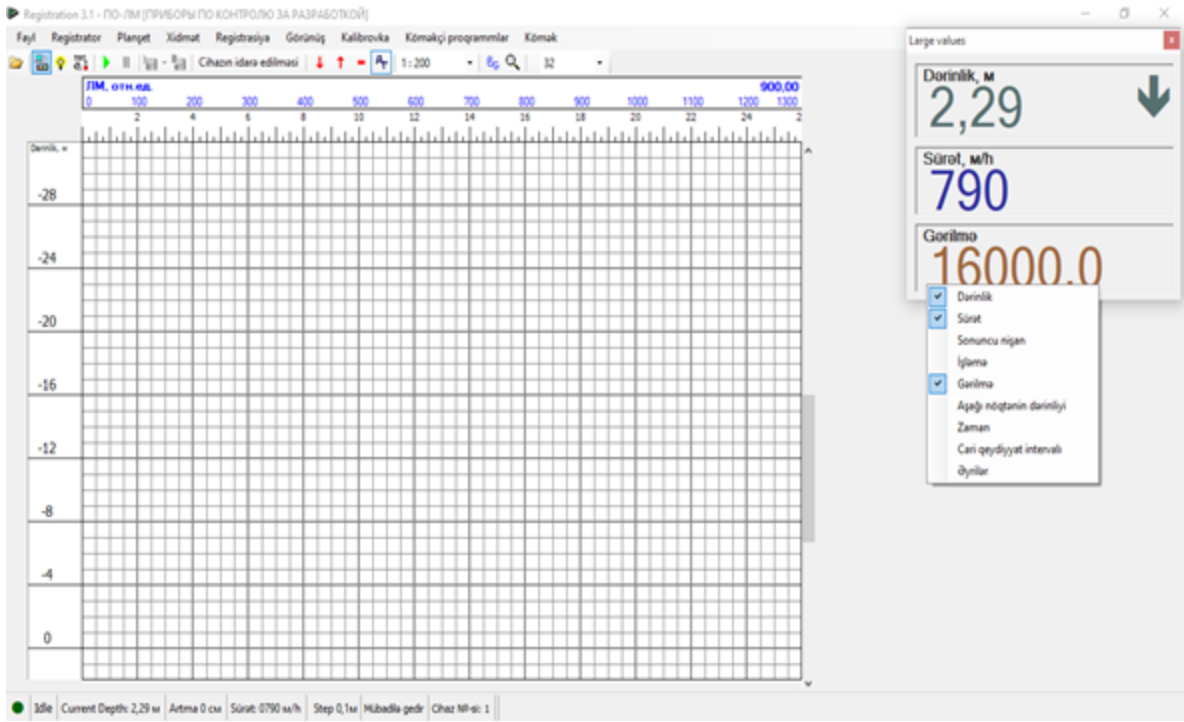 Registration 3.1 - ПО-ЛМ [ПРИБОРЫ ПО КОНТРОЛЮ ЗА РАЗРАБОТКОЙ]
Fayl Registrator Planşet Xidmət Registrasiya Görünüş Kalibrovka Köməkçi proqrammlar Kömək
Cihazın idarə edilməsi 1:200 32
ЛМ, отн.ед. 900,00
0 100 200 300 400 500 600 700 800 900 1000 1100 1200 1300
2 4 6 8 10 12 14 16 18 20 22 24 2
Dərinlik, м
-28
-24
-20
-16
-12
-8
-4
0
Large values
Dərinlik, м
2,29
Sürət, м/h
790
Gərilmə
16000,0
Dərinlik
Sürət
Sonuncu nişan
İşləmə
Gərilmə
Aşağı nöqtənin dərinliyi
Zaman
Cari qeydiyyat intervalı
Əyrilər
Idle Current Depth: 2,29 м Artma 0 см Sürət: 0790 м/h Step 0,1м Mübadilə gedir Cihaz №-si: 1